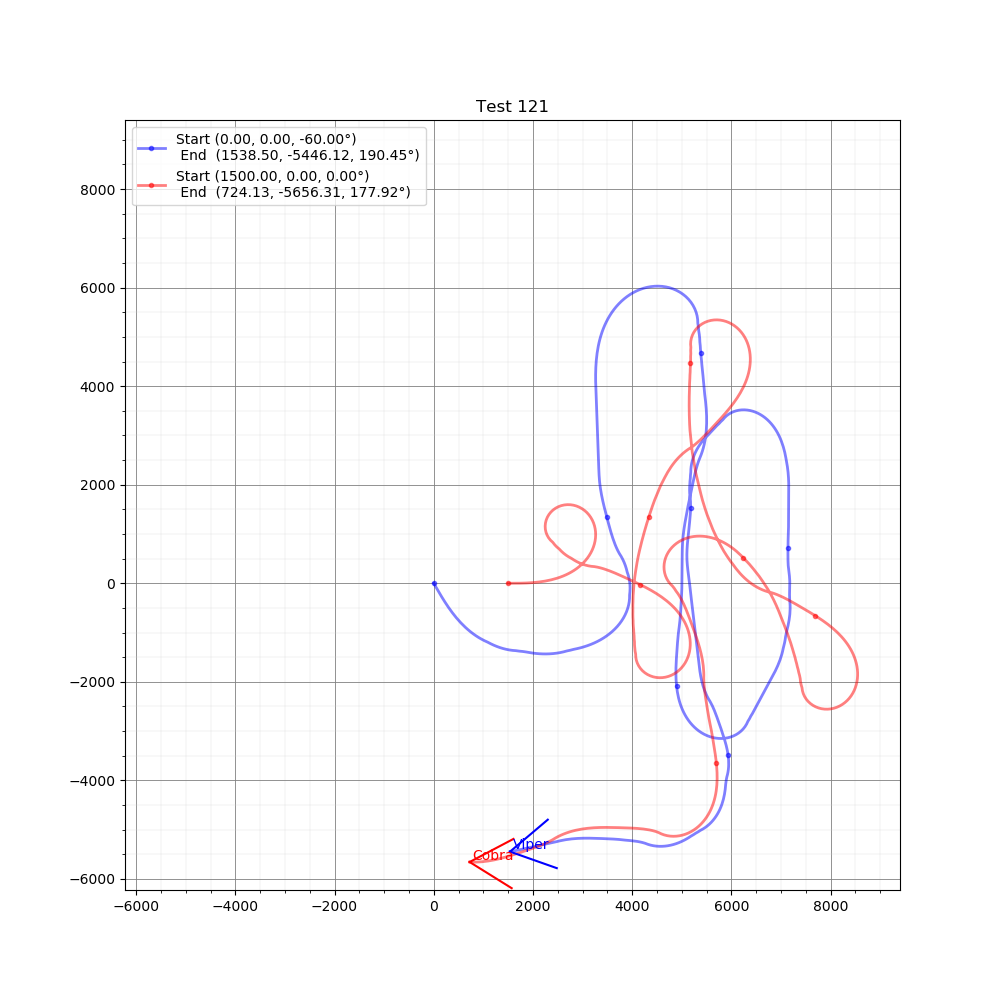 Test 121
Start (0.00, 0.00, -60.00°)
End (1538.50, -5446.12, 190.45°)
Start (1500.00, 0.00, 0.00°)
End (724.13, -5656.31, 177.92°)
8000
6000
4000
2000
0
−2000
−4000
−6000
Viper
Cobra
−6000 −4000 −2000 0 2000 4000 6000 8000